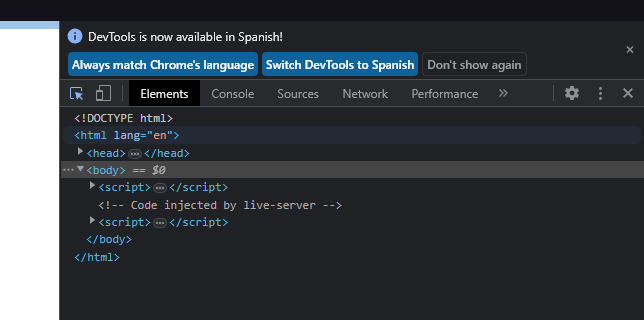 DevTools is now available in Spanish!
Always match Chrome's language Switch DevTools to Spanish Don't show again
Elements Console Sources Network Performance »
<!DOCTYPE html>
<html lang="en">
<head> ⋯ </head>
⋯ <body> == $0
<script> ⋯ </script>
<!-- Code injected by live-server -->
<script> ⋯ </script>
</body>
</html>